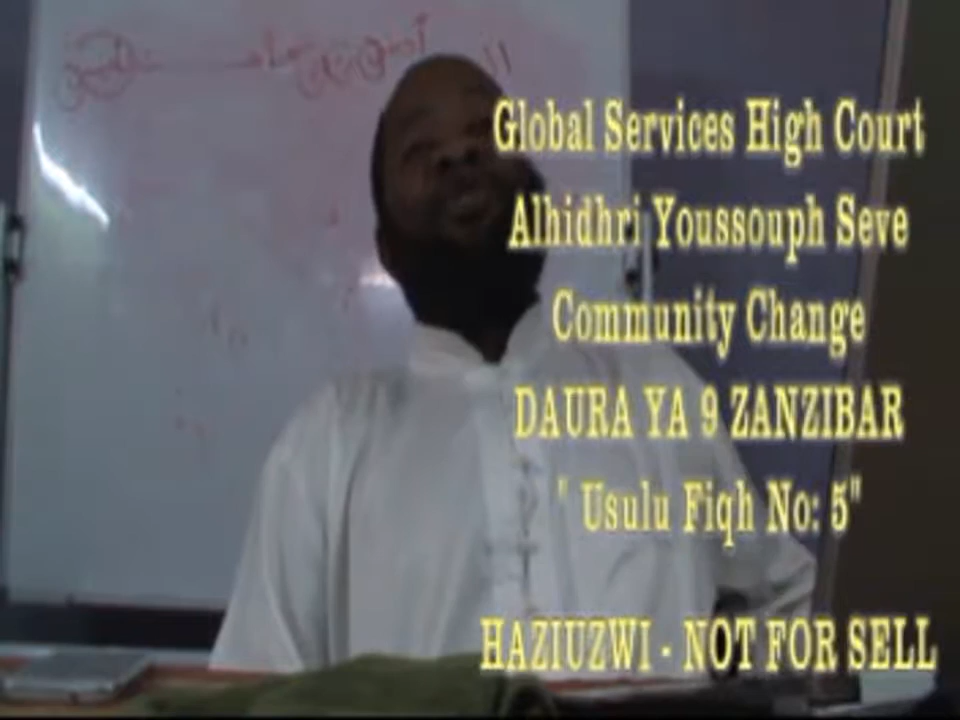 Global Services High Court
Alhidhri Youssouph Seve
Community Change
DAURA YA 9 ZANZIBAR
" Usulu Fiqh No: 5"
HAZIUZWI - NOT FOR SELL